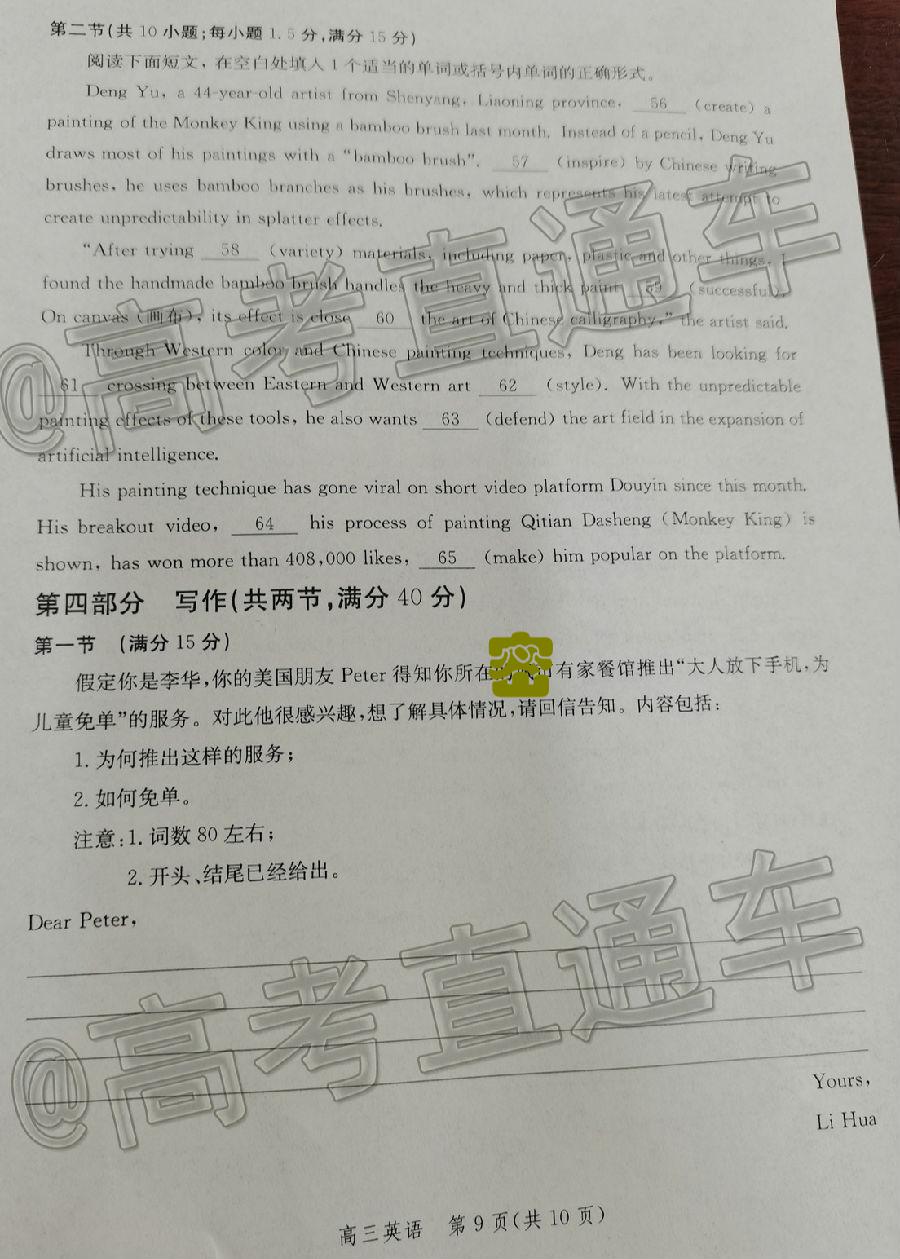 第二节(共 10 小题;每小题 1.5 分,满分 15 分)
阅读下面短文,在空白处填入 1 个适当的单词或括号内单词的正确形式。
Deng Yu, a 44-year-old artist from Shenyang, Liaoning province, 56 (create) a
painting of the Monkey King using a bamboo brush last month. Instead of a pencil, Deng Yu
draws most of his paintings with a “bamboo brush”. 57 (inspire) by Chinese writing
brushes, he uses bamboo branches as his brushes, which represents his latest attempt to
create unpredictability in splatter effects.
“After trying 58 (variety) materials, including paper, plastic and other things, I
found the handmade bamboo brush handles the heavy and thick paint 59 (successful).
On canvas (画布), its effect is close 60 the art of Chinese calligraphy,” the artist said.
Through Western color and Chinese painting techniques, Deng has been looking for
61 crossing between Eastern and Western art 62 (style). With the unpredictable
painting effects of these tools, he also wants 63 (defend) the art field in the expansion of
artificial intelligence.
His painting technique has gone viral on short video platform Douyin since this month.
His breakout video, 64 his process of painting Qitian Dasheng (Monkey King) is
shown, has won more than 408,000 likes, 65 (make) him popular on the platform.
第四部分 写作(共两节,满分 40 分)
第一节 (满分 15 分)
假定你是李华,你的美国朋友 Peter 得知你所在 有家餐馆推出“大人放下手机,为
儿童免单”的服务。对此他很感兴趣,想了解具体情况,请回信告知。内容包括:
1. 为何推出这样的服务;
2. 如何免单。
注意:1. 词数 80 左右;
2. 开头、结尾已经给出。
Dear Peter,
Yours,
Li Hua
高三英语 第 9 页(共 10 页)
@高考直通车
@高考直通车